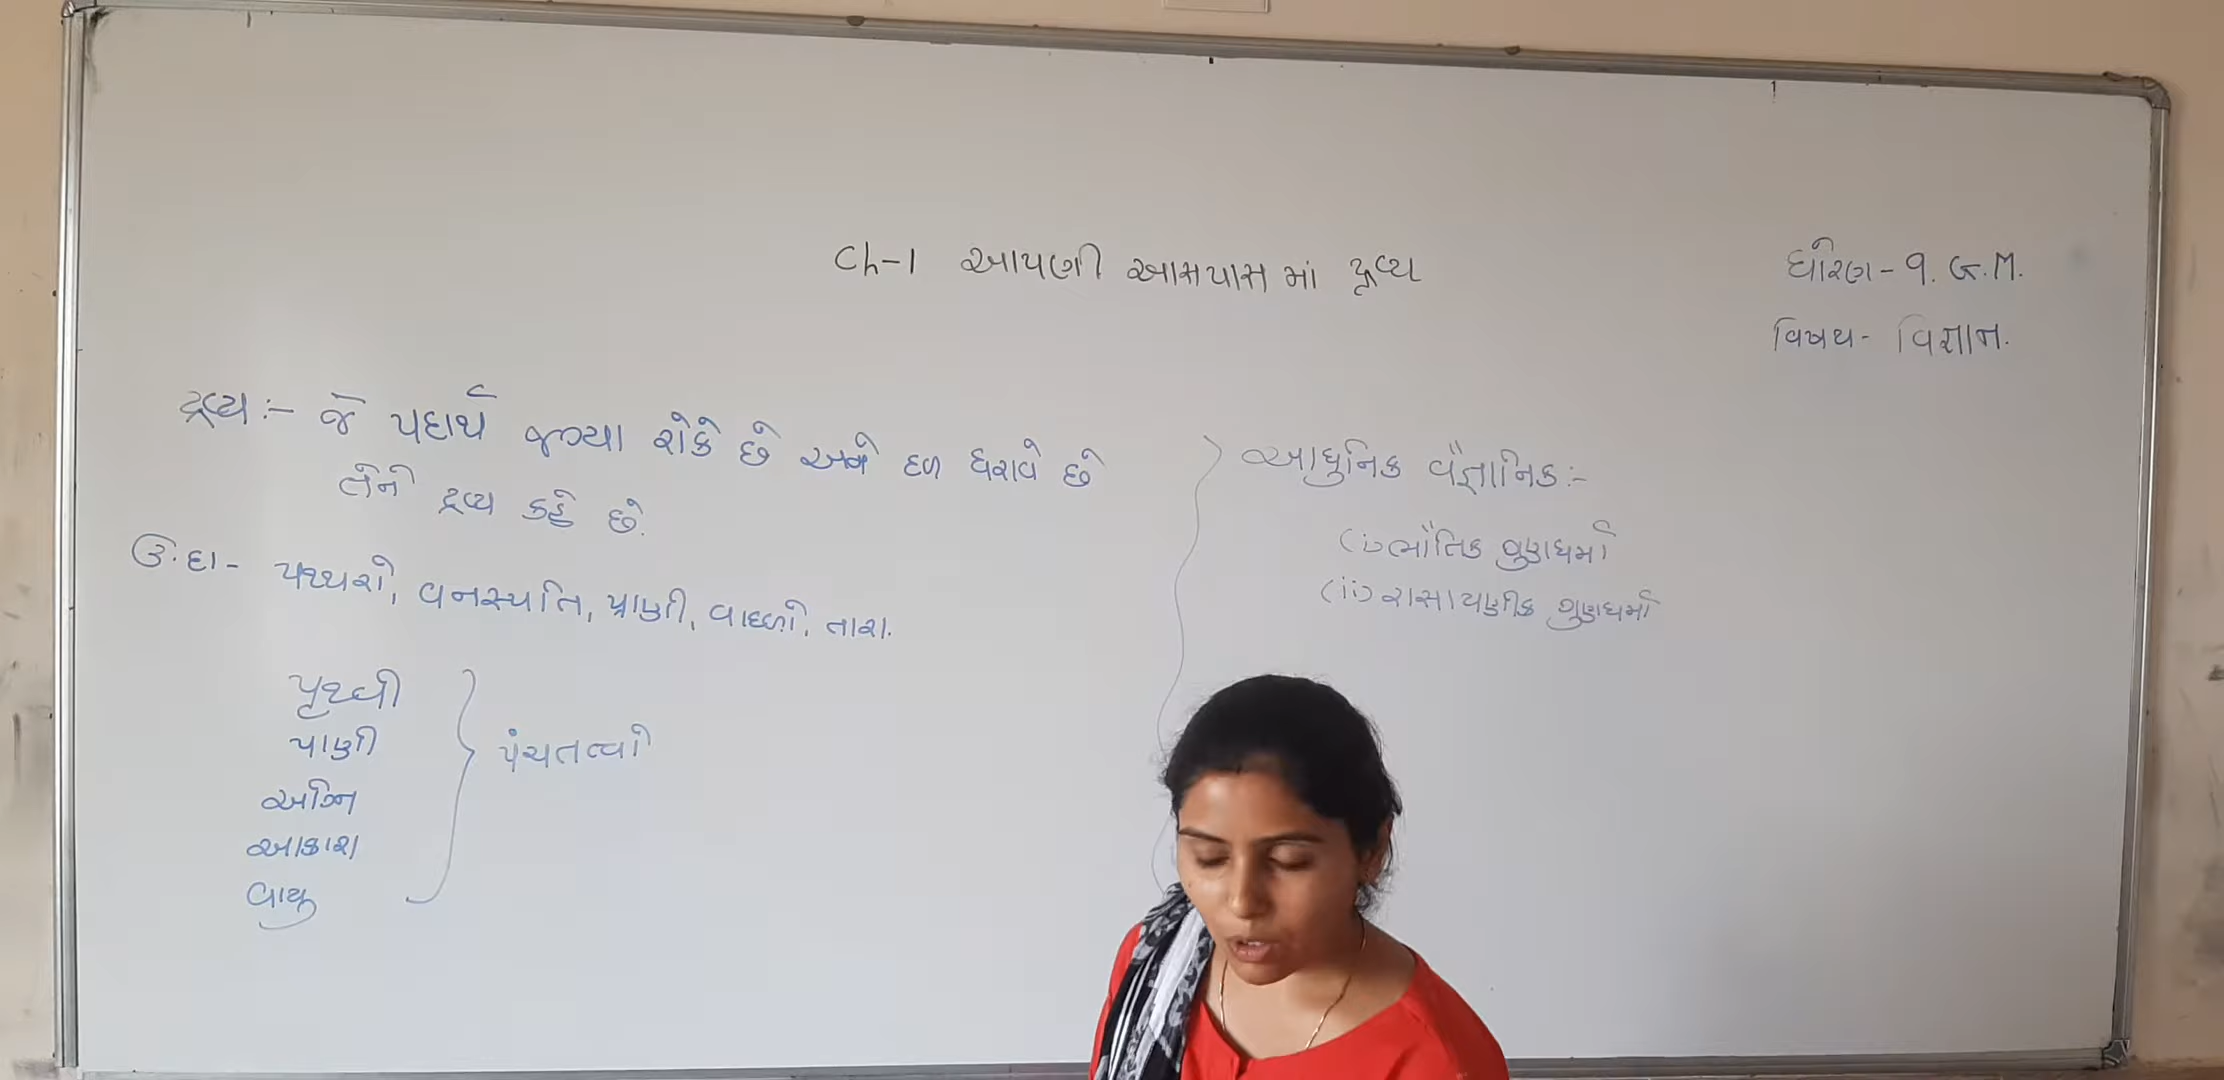 Ch-1 આપણી આસપાસ માં દ્રવ્ય
ધોરણ - 9. G.M.
વિષય - વિજ્ઞાન.
દ્રવ્ય :- જે પદાર્થ જગ્યા રોકે છે અને દળ ધરાવે છે
તેને દ્રવ્ય કહે છે.
ઉ.દા - પથ્થરો, વનસ્પતિ, પ્રાણી, વાદળો, તારા.
પૃથ્વી
પાણી
અગ્નિ
આકાશ
વાયુ
પંચતત્વો
આધુનિક વૈજ્ઞાનિક :-
(i) ભૌતિક ગુણધર્મો
(ii) રાસાયણીક ગુણધર્મો